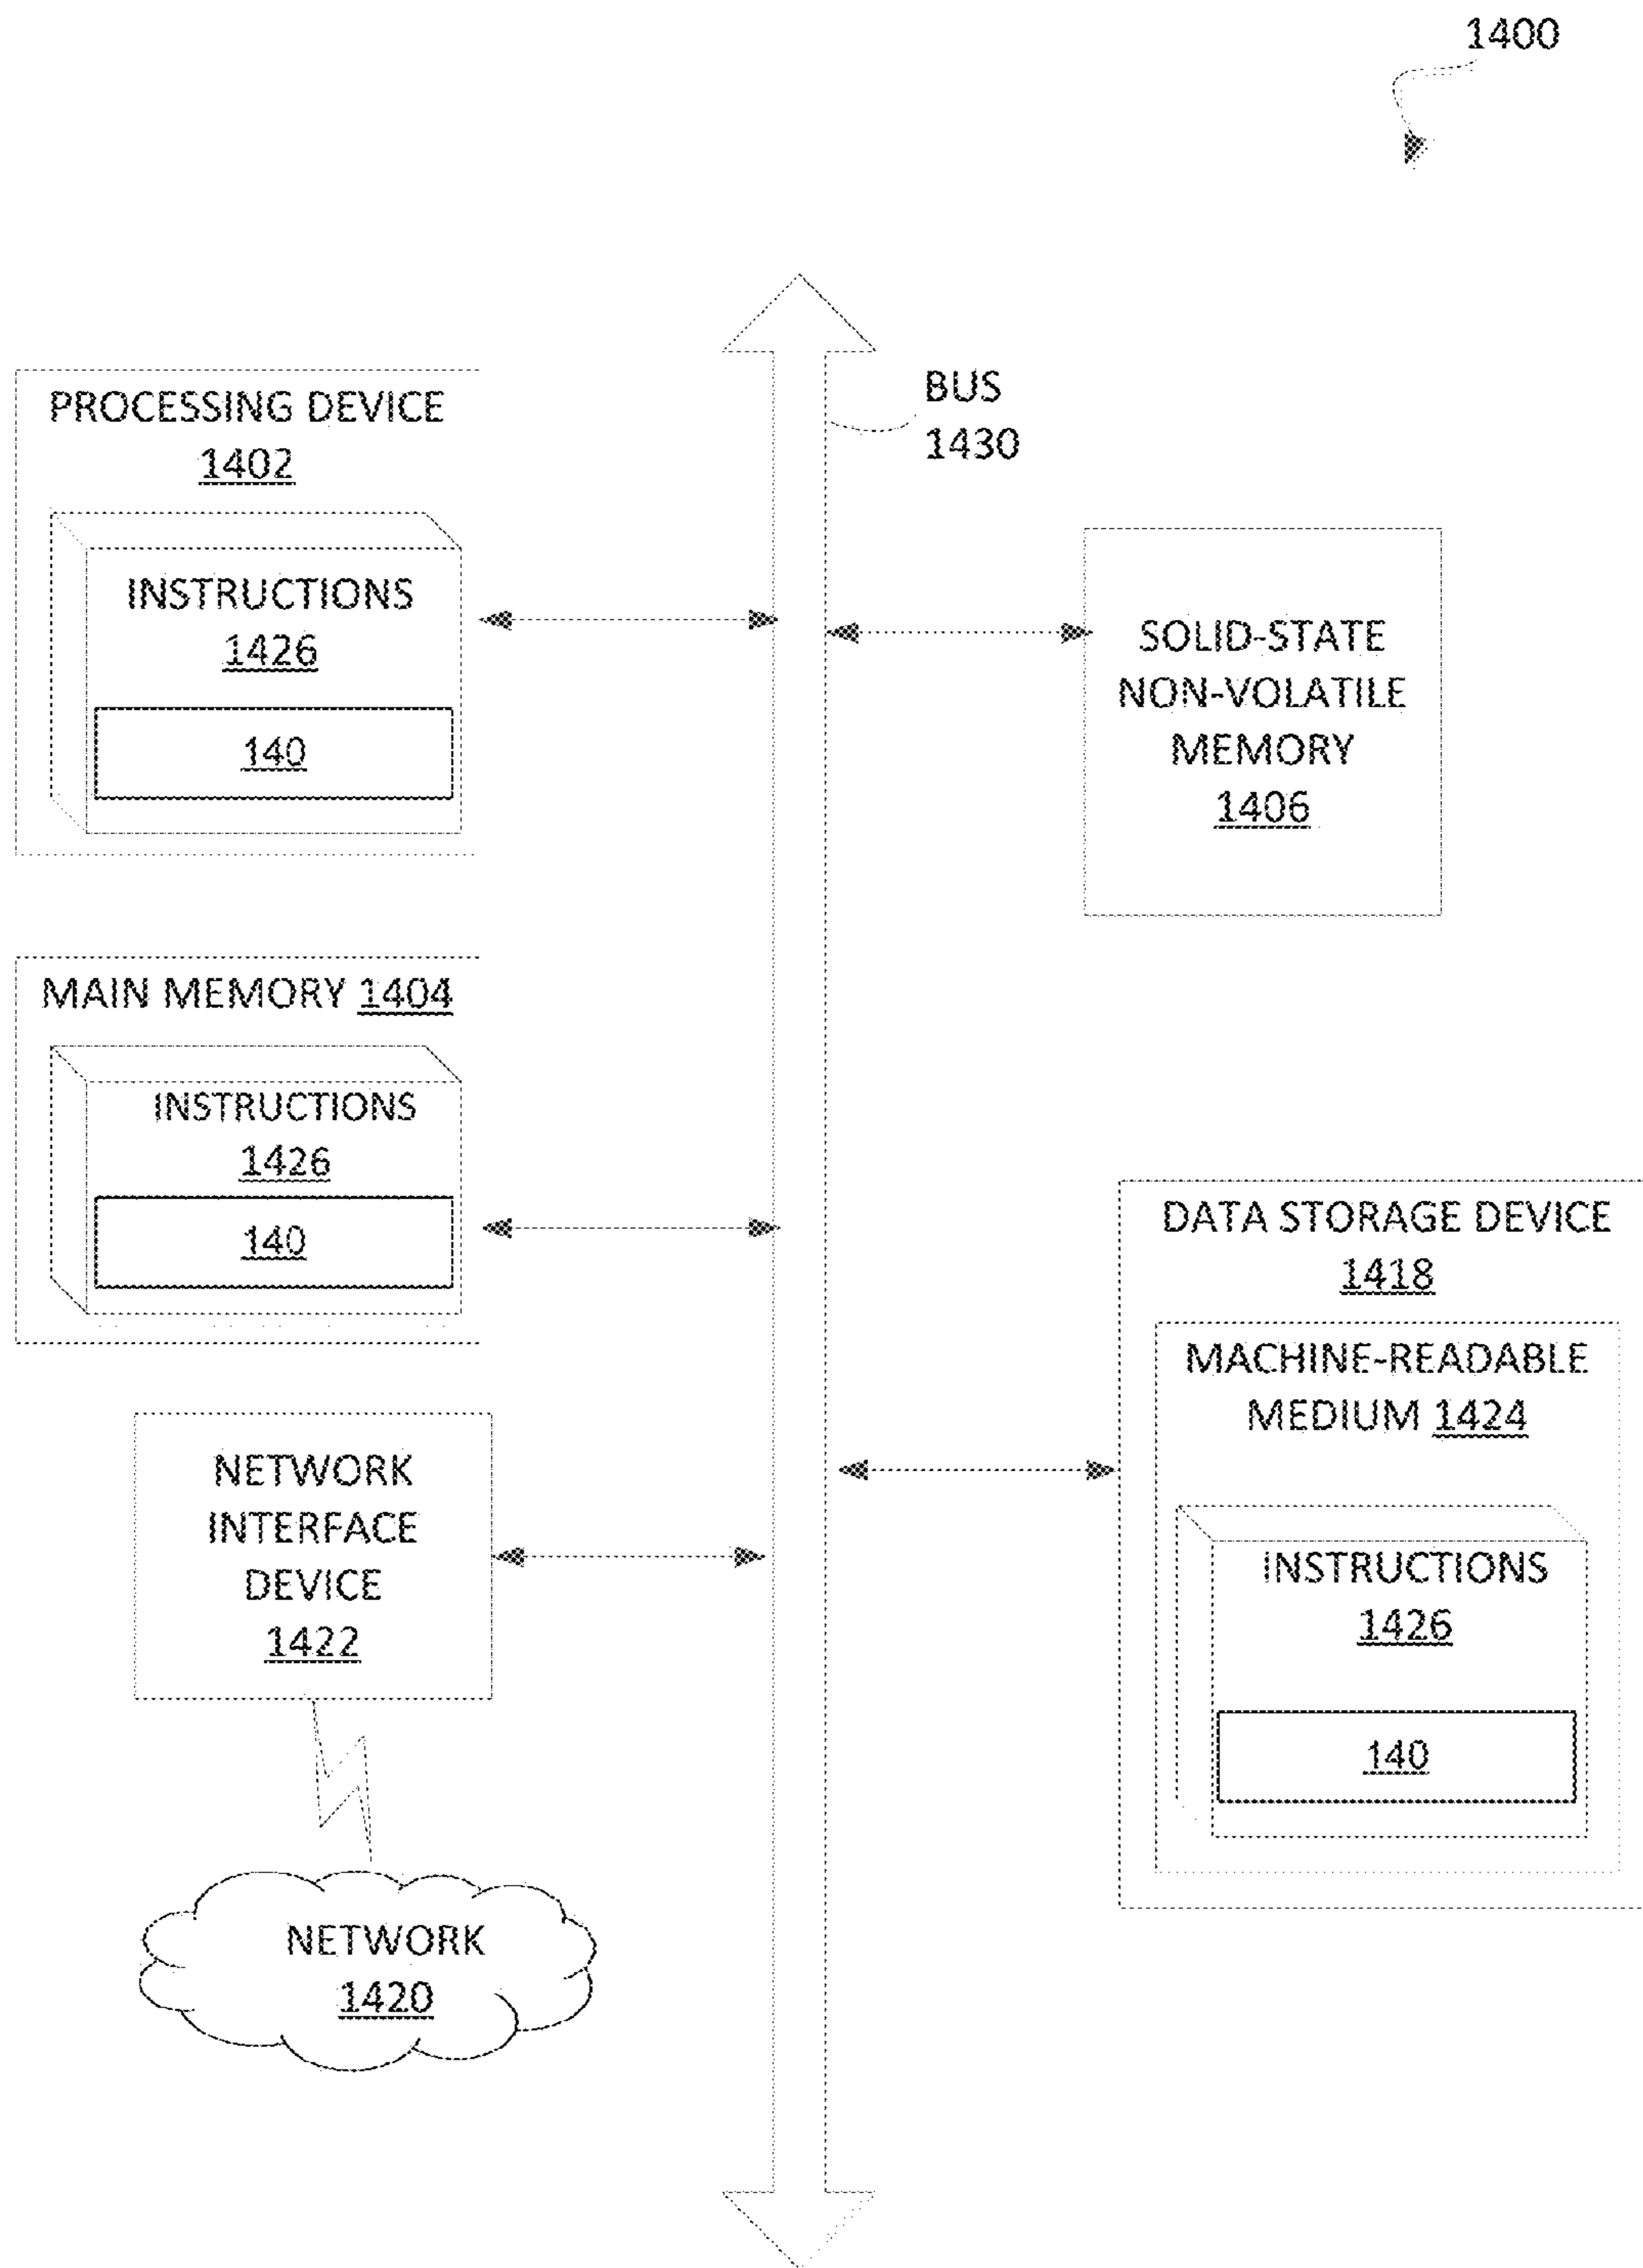 1400
PROCESSING DEVICE
1402
INSTRUCTIONS
1426
140
BUS
1430
SOLID-STATE
NON-VOLATILE
MEMORY
1406
MAIN MEMORY 1404
INSTRUCTIONS
1426
140
DATA STORAGE DEVICE
1418
MACHINE-READABLE
MEDIUM 1424
INSTRUCTIONS
1426
140
NETWORK
INTERFACE
DEVICE
1422
NETWORK
1420